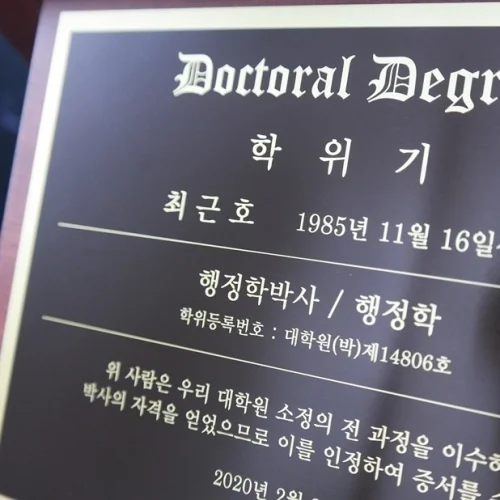 Doctoral Degr
학 위 기
최근호 1985년 11월 16일
행정학박사 / 행정학
학위등록번호 : 대학원(박)제14806호
위 사람은 우리 대학원 소정의 전 과정을 이수하
박사의 자격을 얻었으므로 이를 인정하여 증서를
2020년 2월